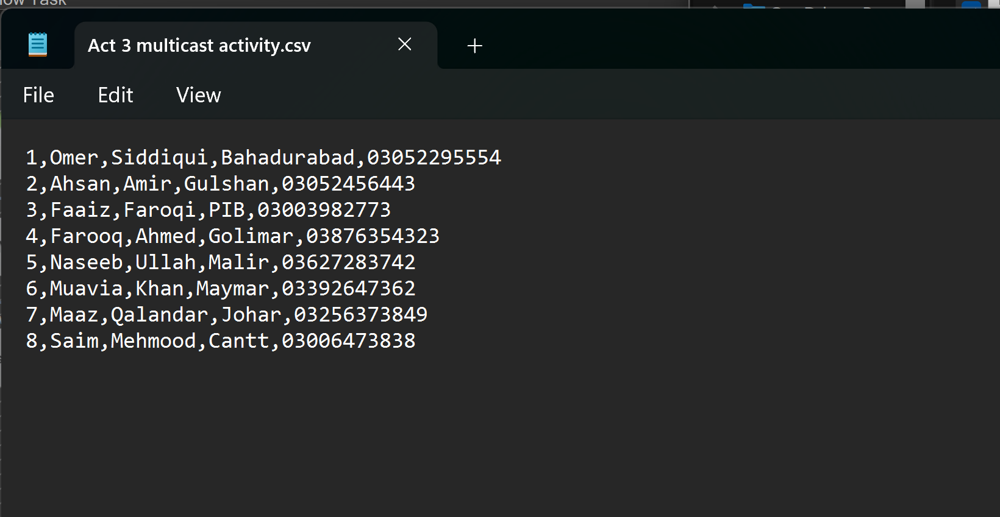 Task
Act 3 multicast activity.csv
File Edit View
1,Omer,Siddiqui,Bahadurabad,03052295554
2,Ahsan,Amir,Gulshan,03052456443
3,Faaiz,Faroqi,PIB,03003982773
4,Farooq,Ahmed,Golimar,03876354323
5,Naseeb,Ullah,Malir,03627283742
6,Muavia,Khan,Maymar,03392647362
7,Maaz,Qalandar,Johar,03256373849
8,Saim,Mehmood,Cantt,03006473838